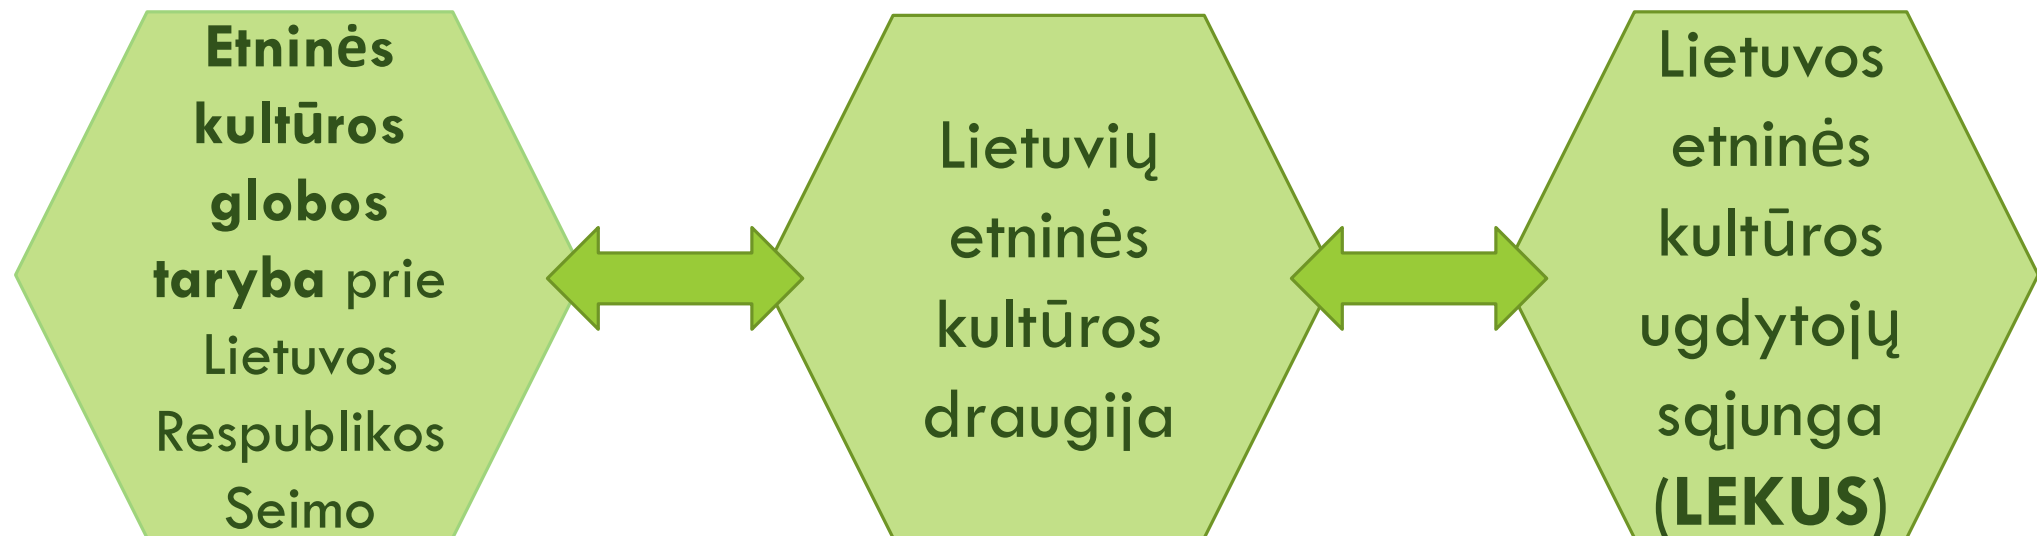 Etninės
kultūros
globos
taryba prie
Lietuvos
Respublikos
Seimo
Lietuvių
etninės
kultūros
draugija
Lietuvos
etninės
kultūros
ugdytojų
sąjunga
(LEKUS)